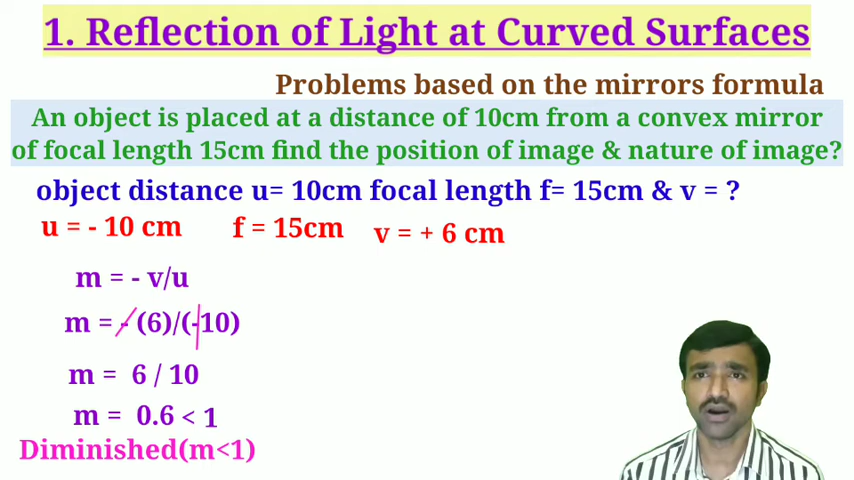 1. Reflection of Light at Curved Surfaces
Problems based on the mirrors formula
An object is placed at a distance of 10cm from a convex mirror
of focal length 15cm find the position of image & nature of image?
object distance u= 10cm focal length f= 15cm & v = ?
u = - 10 cm f = 15cm v = + 6 cm
m = - v/u
m = - (6)/(-10)
m = 6 / 10
m = 0.6 < 1
Diminished(m<1)